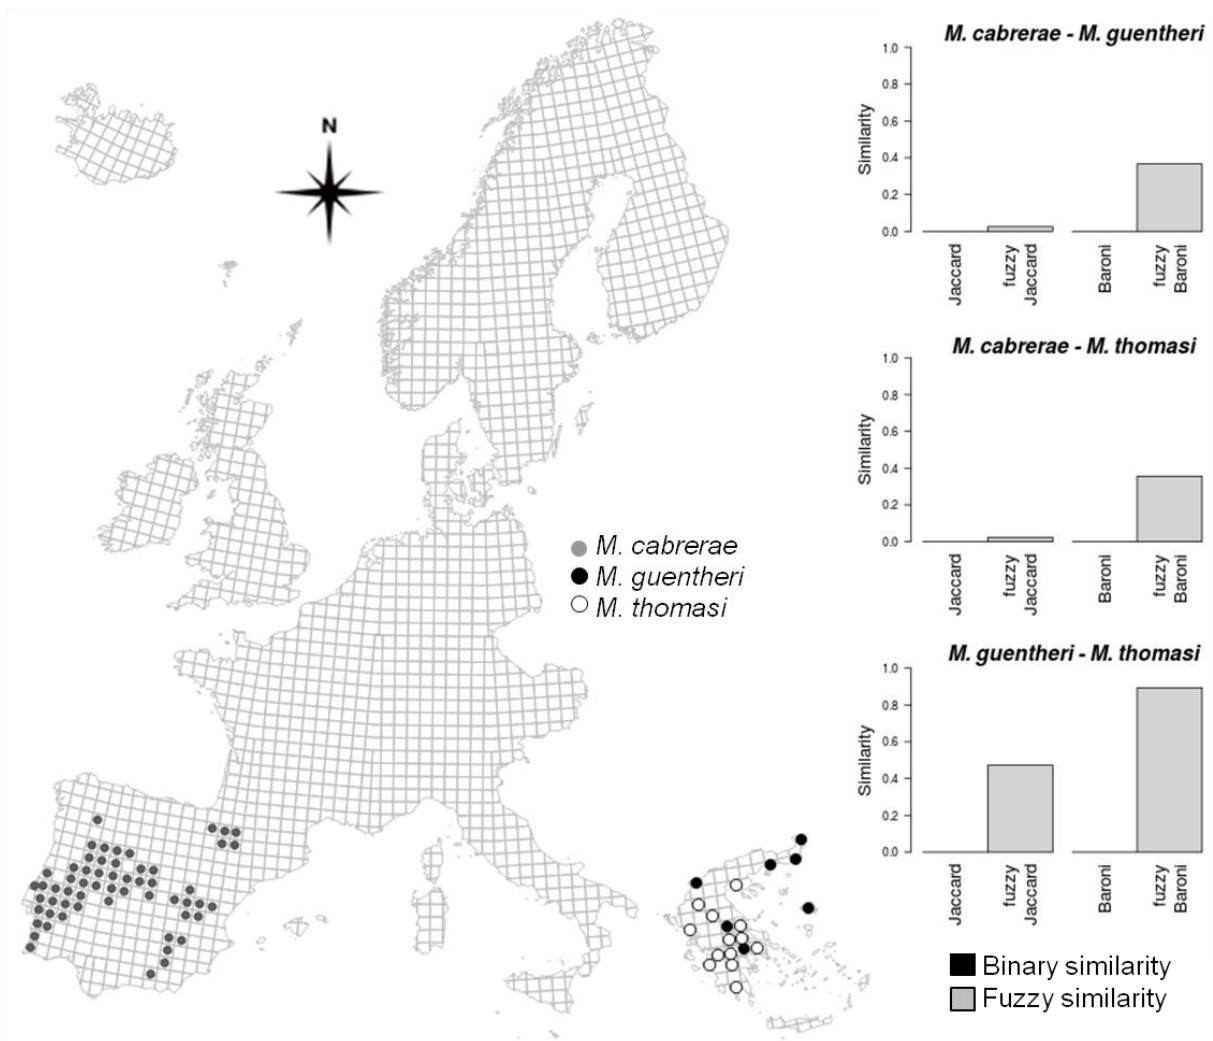 N
M. cabrerae
M. guentheri
M. thomasi
M. cabrerae - M. guentheri
Similarity
1.0
0.8
0.6
0.4
0.2
0.0
Jaccard
fuzzy
Jaccard
Baroni
fuzzy
Baroni
M. cabrerae - M. thomasi
Similarity
1.0
0.8
0.6
0.4
0.2
0.0
Jaccard
fuzzy
Jaccard
Baroni
fuzzy
Baroni
M. guentheri - M. thomasi
Similarity
1.0
0.8
0.6
0.4
0.2
0.0
Jaccard
fuzzy
Jaccard
Baroni
fuzzy
Baroni
Binary similarity
Fuzzy similarity